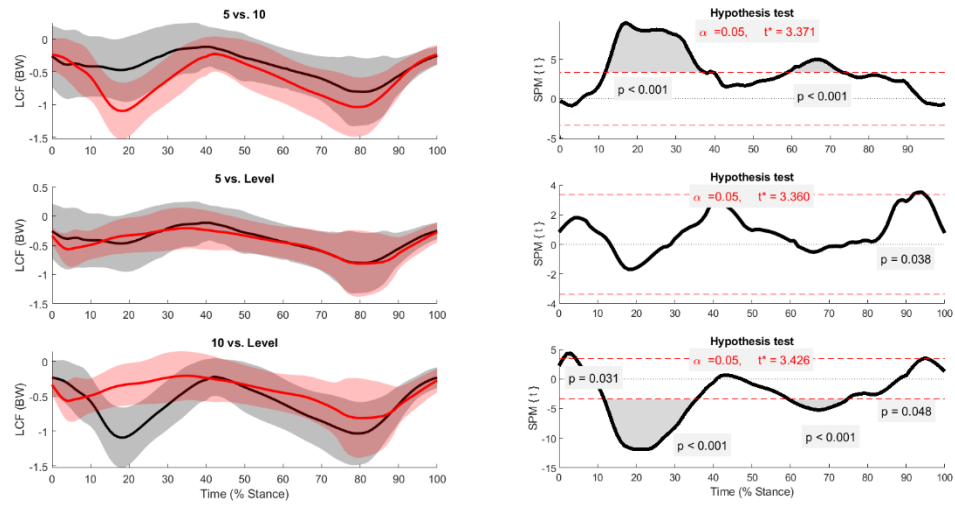 5 vs. 10
LCF (BW)
0
-0.5
-1
-1.5
0 10 20 30 40 50 60 70 80 90 100
Hypothesis test
α =0.05, t* = 3.371
SPM { t }
5
0
-5
p < 0.001
p < 0.001
0 10 20 30 40 50 60 70 80 90
5 vs. Level
LCF (BW)
0.5
0
-0.5
-1
-1.5
0 10 20 30 40 50 60 70 80 90 100
Hypothesis test
α =0.05, t* = 3.360
SPM { t }
4
2
0
-2
-4
p = 0.038
0 10 20 30 40 50 60 70 80 90 100
10 vs. Level
LCF (BW)
0
-0.5
-1
-1.5
0 10 20 30 40 50 60 70 80 90 100
Time (% Stance)
Hypothesis test
α =0.05, t* = 3.426
SPM { t }
5
0
-5
-10
-15
p = 0.031
p = 0.048
p < 0.001
p < 0.001
0 10 20 30 40 50 60 70 80 90 100
Time (% Stance)